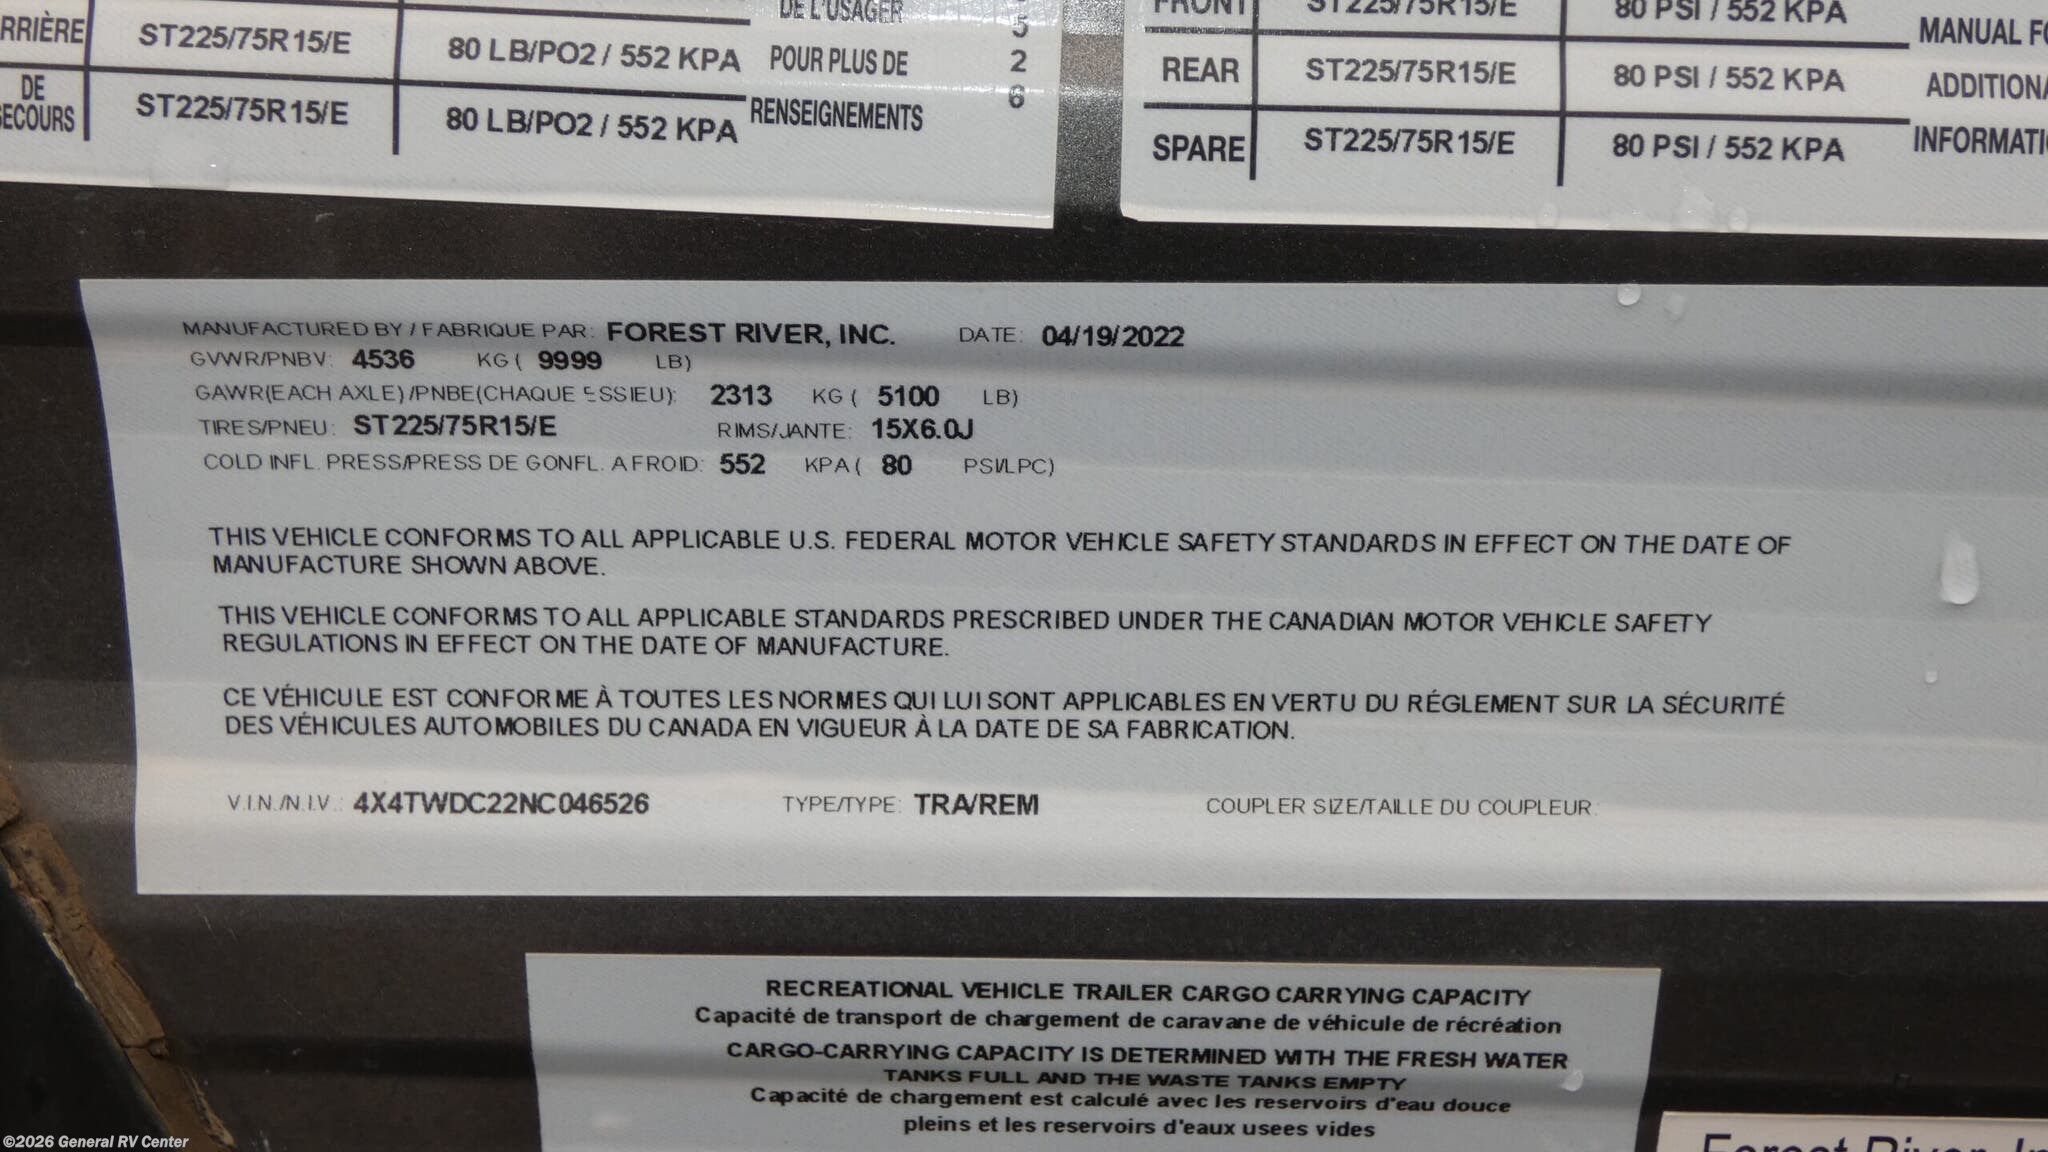 DE L'USAGER
RRIÈRE ST225/75R15/E 80 LB/PO2 / 552 KPA POUR PLUS DE
DE SECOURS ST225/75R15/E 80 LB/PO2 / 552 KPA RENSEIGNEMENTS
5
2
6
FRONT ST225/75R15/E 80 PSI / 552 KPA MANUAL FO
REAR ST225/75R15/E 80 PSI / 552 KPA ADDITIONA
SPARE ST225/75R15/E 80 PSI / 552 KPA INFORMATI
MANUFACTURED BY / FABRIQUE PAR: FOREST RIVER, INC. DATE: 04/19/2022
GVWR/PNBV: 4536 KG ( 9999 LB)
GAWR(EACH AXLE)/PNBE(CHAQUE ESSIEU): 2313 KG ( 5100 LB)
TIRES/PNEU: ST225/75R15/E RIMS/JANTE: 15X6.0J
COLD INFL. PRESS/PRESS DE GONFL. A FROID: 552 KPA ( 80 PSI/LPC)
THIS VEHICLE CONFORMS TO ALL APPLICABLE U.S. FEDERAL MOTOR VEHICLE SAFETY STANDARDS IN EFFECT ON THE DATE OF
MANUFACTURE SHOWN ABOVE.
THIS VEHICLE CONFORMS TO ALL APPLICABLE STANDARDS PRESCRIBED UNDER THE CANADIAN MOTOR VEHICLE SAFETY
REGULATIONS IN EFFECT ON THE DATE OF MANUFACTURE.
CE VÉHICULE EST CONFORME À TOUTES LES NORMES QUI LUI SONT APPLICABLES EN VERTU DU RÉGLEMENT SUR LA SÉCURITÉ
DES VÉHICULES AUTOMOBILES DU CANADA EN VIGUEUR À LA DATE DE SA FABRICATION.
V.I.N./N.I.V.: 4X4TWDC22NC046526 TYPE/TYPE: TRA/REM COUPLER SIZE/TAILLE DU COUPLEUR:
RECREATIONAL VEHICLE TRAILER CARGO CARRYING CAPACITY
Capacité de transport de chargement de caravane de véhicule de récréation
CARGO-CARRYING CAPACITY IS DETERMINED WITH THE FRESH WATER
TANKS FULL AND THE WASTE TANKS EMPTY
Capacité de chargement est calculé avec les reservoirs d'eau douce
pleins et les reservoirs d'eaux usees vides
Forest River, In
©2026 General RV Center